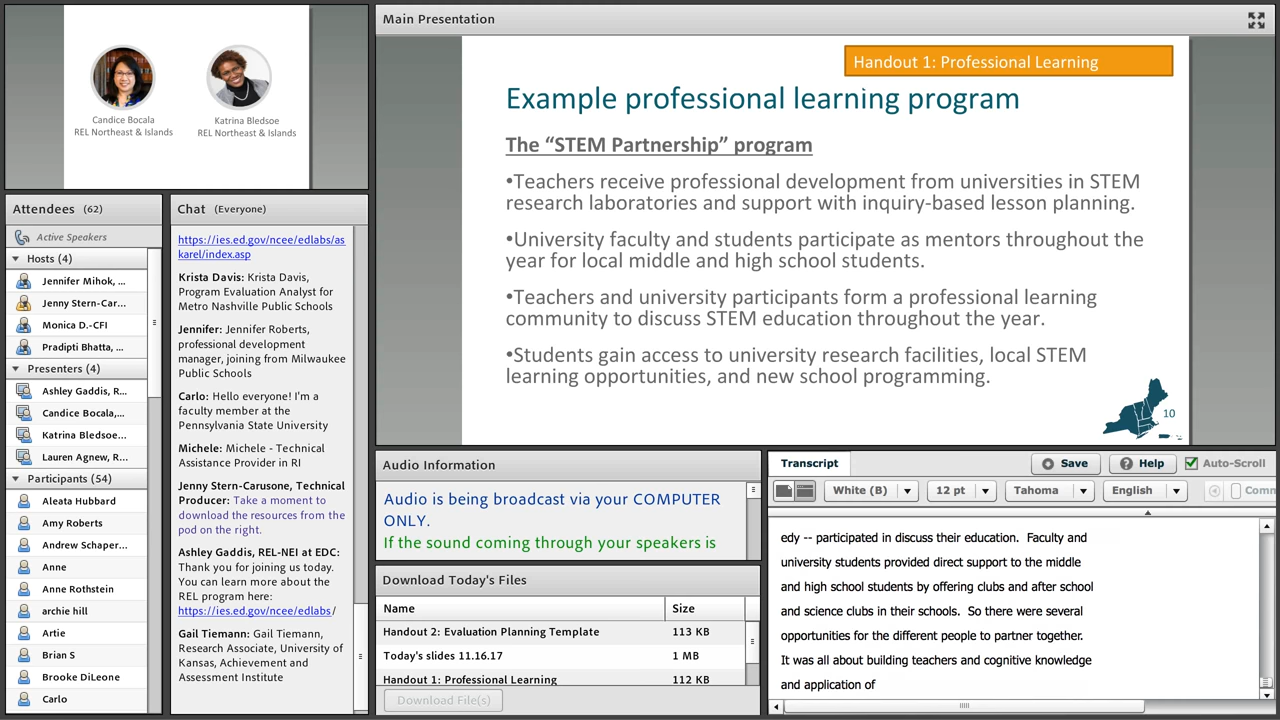 Candice Bocala
REL Northeast & Islands
Katrina Bledsoe
REL Northeast & Islands
Attendees (62)
Active Speakers
Hosts (4)
Jennifer Mihok, ...
Jenny Stern-Car...
Monica D.-CFI
Pradipti Bhatta, ...
Presenters (4)
Ashley Gaddis, R...
Candice Bocala,...
Katrina Bledsoe...
Lauren Agnew, R...
Participants (54)
Aleata Hubbard
Amy Roberts
Andrew Schaper...
Anne
Anne Rothstein
archie hill
Artie
Brian S
Brooke DiLeone
Carlo
Chat (Everyone)
https://ies.ed.gov/ncee/edlabs/as
karel/index.asp
Krista Davis: Krista Davis,
Program Evaluation Analyst for
Metro Nashville Public Schools
Jennifer: Jennifer Roberts,
professional development
manager, joining from Milwaukee
Public Schools
Carlo: Hello everyone! I'm a
faculty member at the
Pennsylvania State University
Michele: Michele - Technical
Assistance Provider in RI
Jenny Stern-Carusone, Technical
Producer: Take a moment to
download the resources from the
pod on the right.
Ashley Gaddis, REL-NEI at EDC:
Thank you for joining us today.
You can learn more about the
REL program here:
https://ies.ed.gov/ncee/edlabs/
Gail Tiemann: Gail Tiemann,
Research Associate, University of
Kansas, Achievement and
Assessment Institute
Main Presentation
Handout 1: Professional Learning
Example professional learning program
The “STEM Partnership” program
•Teachers receive professional development from universities in STEM
research laboratories and support with inquiry-based lesson planning.
•University faculty and students participate as mentors throughout the
year for local middle and high school students.
•Teachers and university participants form a professional learning
community to discuss STEM education throughout the year.
•Students gain access to university research facilities, local STEM
learning opportunities, and new school programming.
10
Audio Information
Audio is being broadcast via your COMPUTER
ONLY.
If the sound coming through your speakers is
Download Today's Files
Name Size
Handout 2: Evaluation Planning Template 113 KB
Today's slides 11.16.17 1 MB
Handout 1: Professional Learning 112 KB
Download File(s)
Transcript Save Help Auto-Scroll
White (B) 12 pt Tahoma English Comm
edy -- participated in discuss their education. Faculty and
university students provided direct support to the middle
and high school students by offering clubs and after school
and science clubs in their schools. So there were several
opportunities for the different people to partner together.
It was all about building teachers and cognitive knowledge
and application of